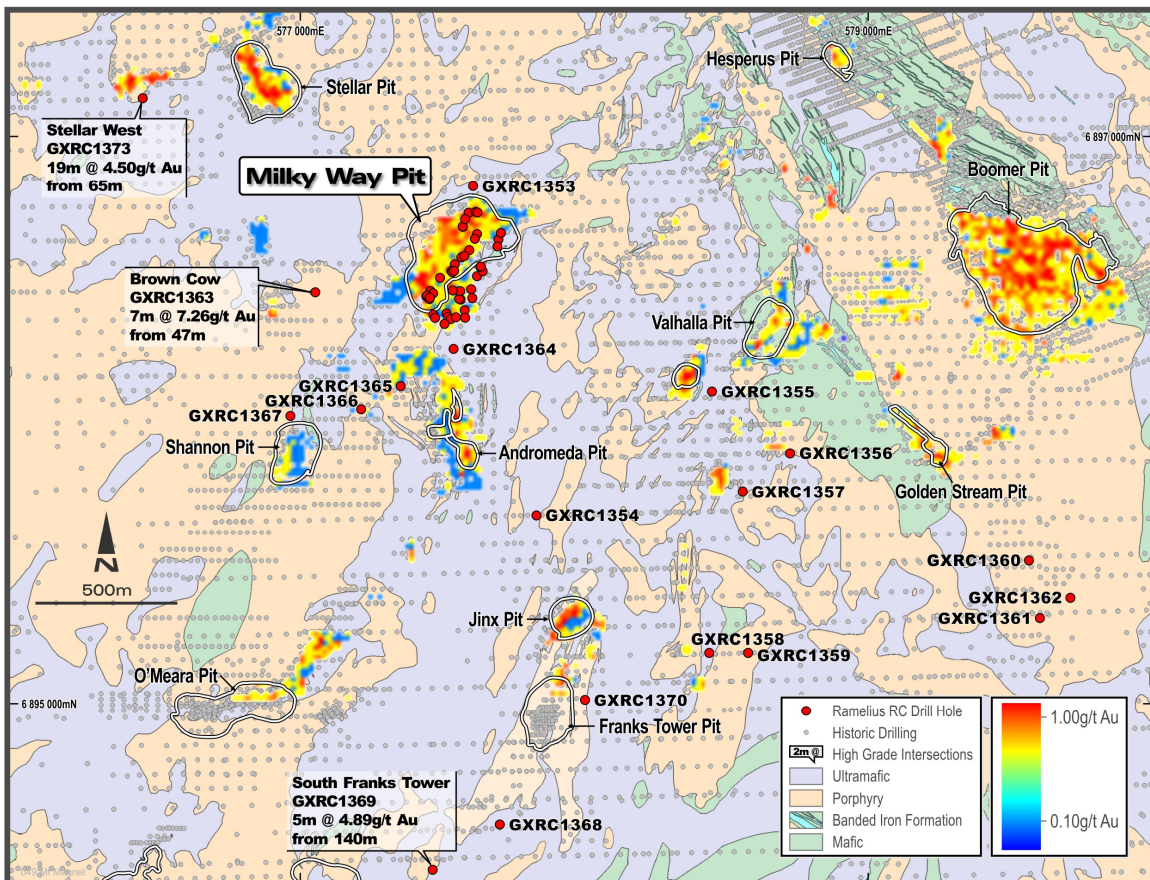 577 000mE
579 000mE
Hesperus Pit
Stellar Pit
Stellar West
GXRC1373
19m @ 4.50g/t Au
from 65m
6 897 000mN
Milky Way Pit
GXRC1353
Boomer Pit
Brown Cow
GXRC1363
7m @ 7.26g/t Au
from 47m
Valhalla Pit
GXRC1364
GXRC1365
GXRC1366
GXRC1367
GXRC1355
Shannon Pit
Andromeda Pit
GXRC1356
GXRC1357
Golden Stream Pit
GXRC1354
N
500m
GXRC1360
GXRC1362
GXRC1361
Jinx Pit
GXRC1358
GXRC1359
O'Meara Pit
6 895 000mN
GXRC1370
Franks Tower Pit
South Franks Tower
GXRC1369
5m @ 4.89g/t Au
from 140m
GXRC1368
Ramelius RC Drill Hole
Historic Drilling
2m @
High Grade Intersections
Ultramafic
Porphyry
Banded Iron Formation
Mafic
1.00g/t Au
0.10g/t Au